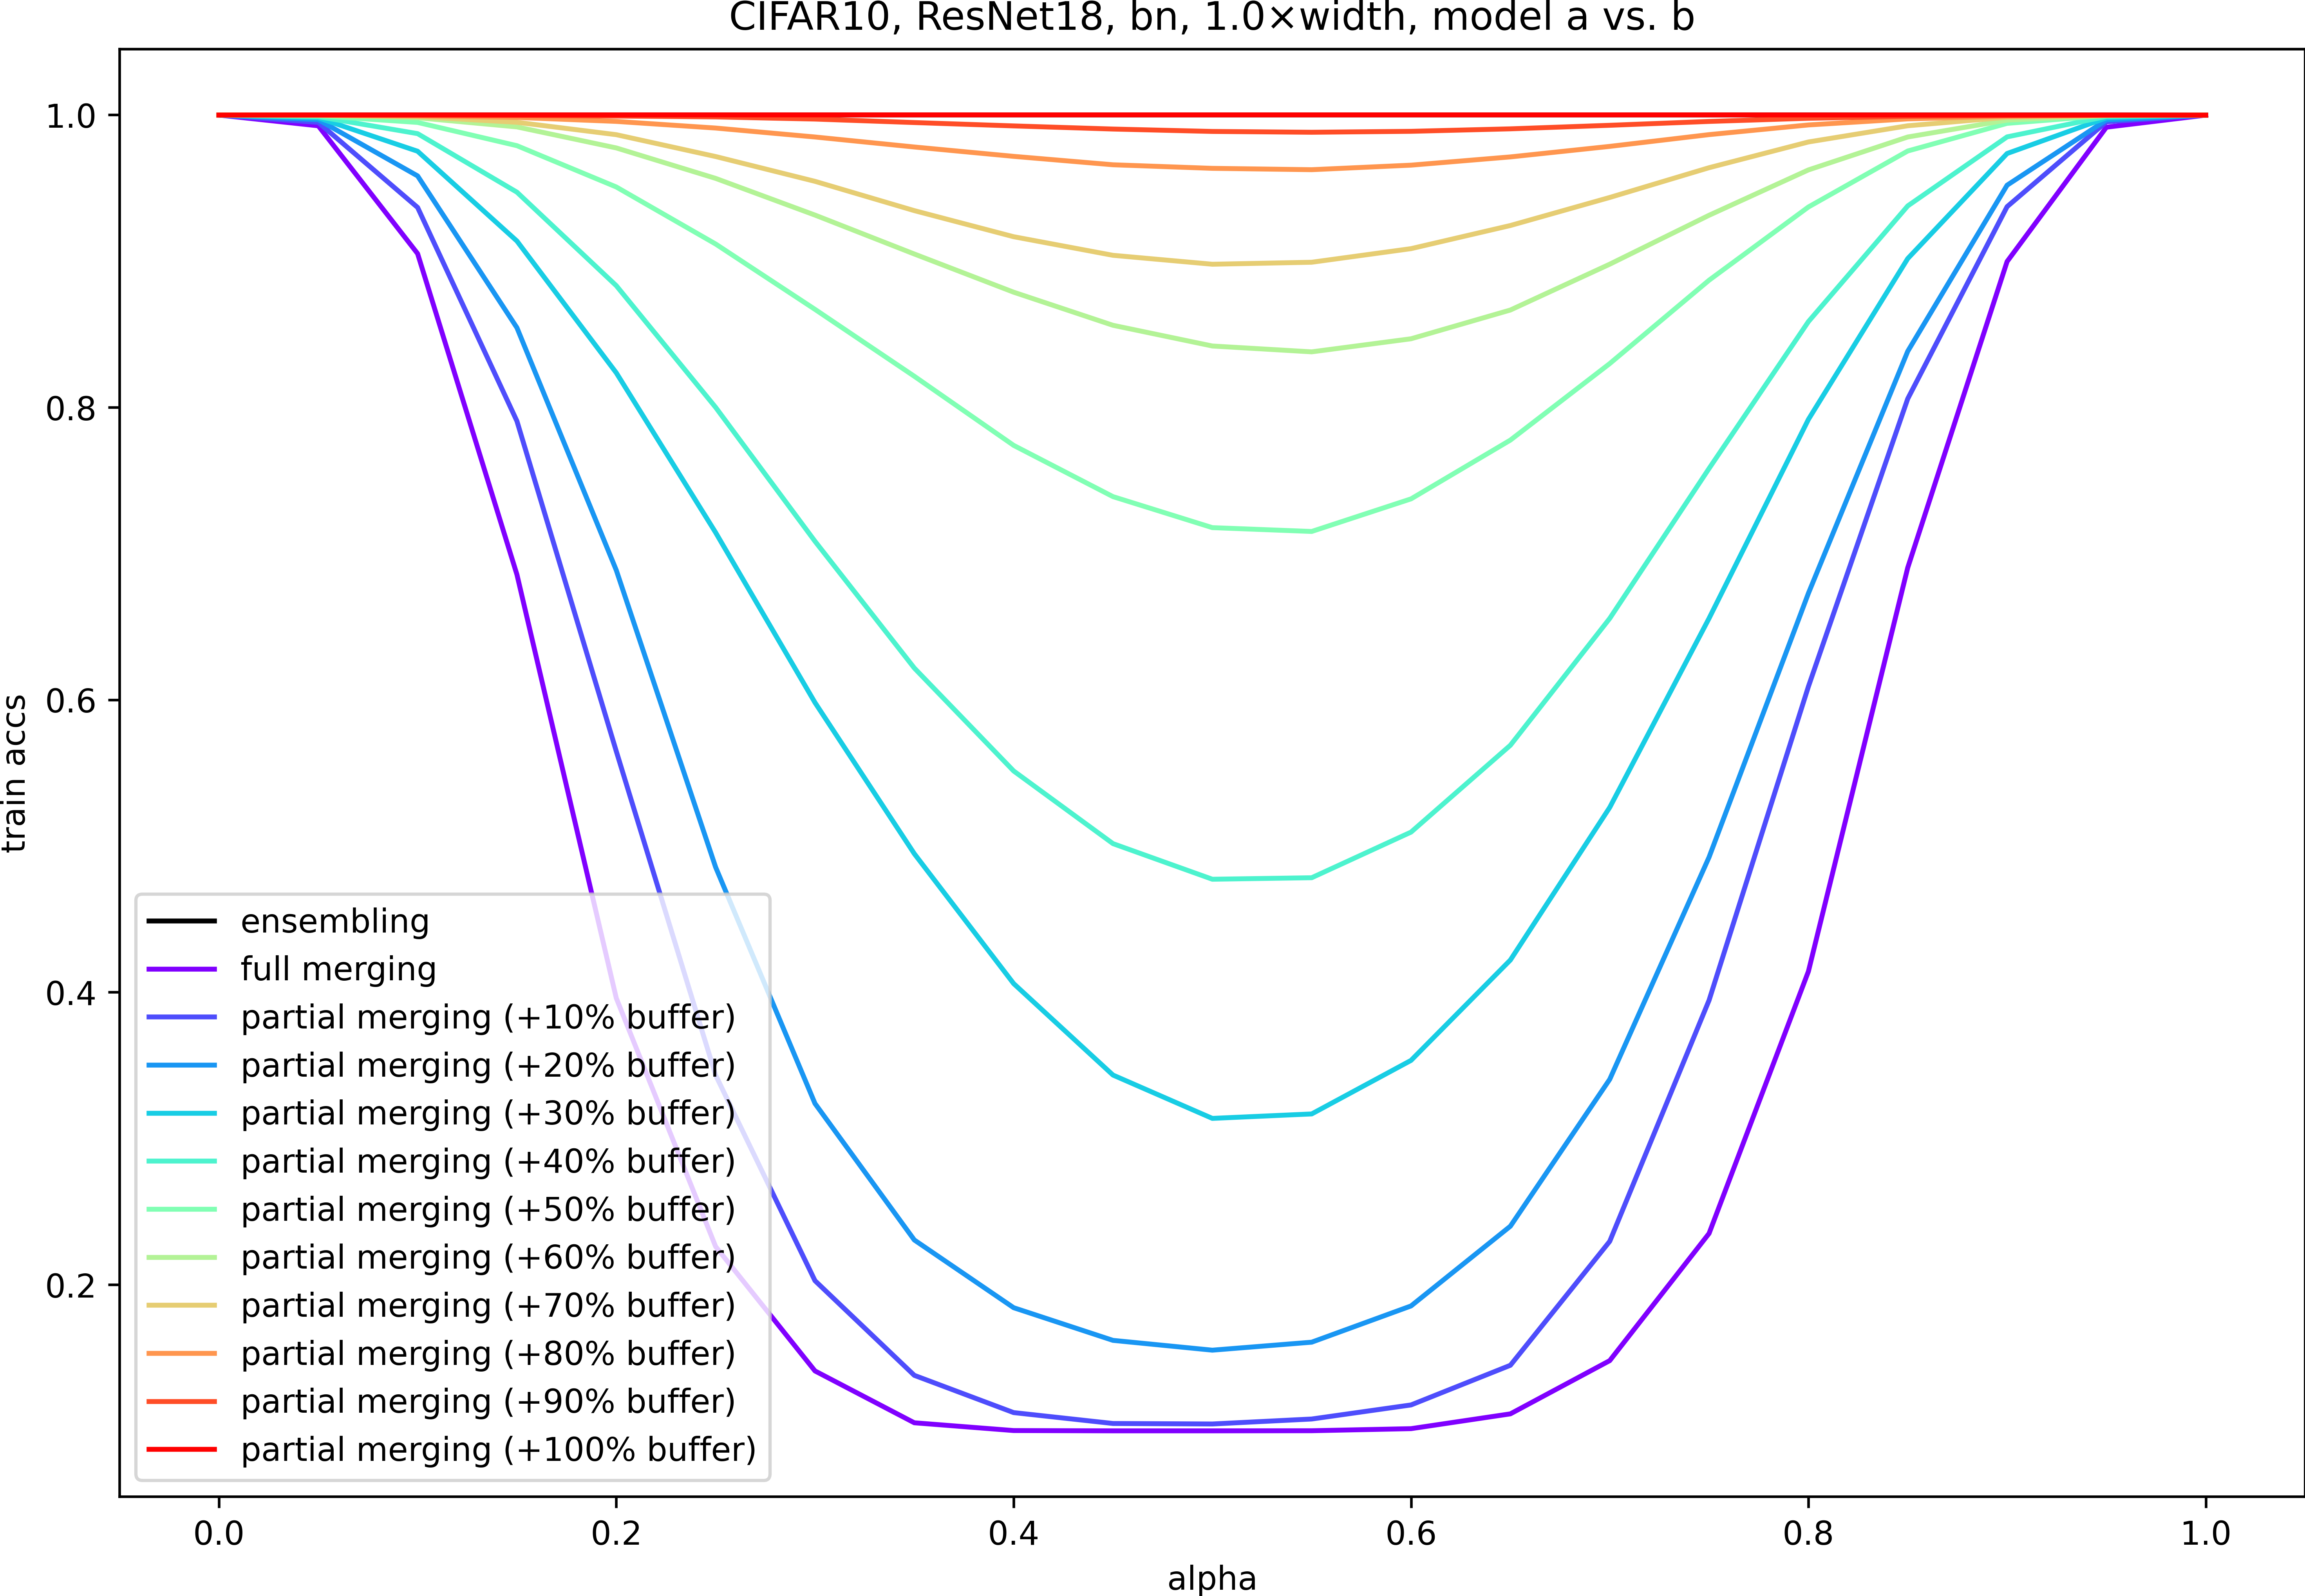 CIFAR10, ResNet18, bn, 1.0×width, model a vs. b
1.0
0.8
0.6
0.4
0.2
train accs
ensembling
full merging
partial merging (+10% buffer)
partial merging (+20% buffer)
partial merging (+30% buffer)
partial merging (+40% buffer)
partial merging (+50% buffer)
partial merging (+60% buffer)
partial merging (+70% buffer)
partial merging (+80% buffer)
partial merging (+90% buffer)
partial merging (+100% buffer)
0.0 0.2 0.4 0.6 0.8 1.0
alpha